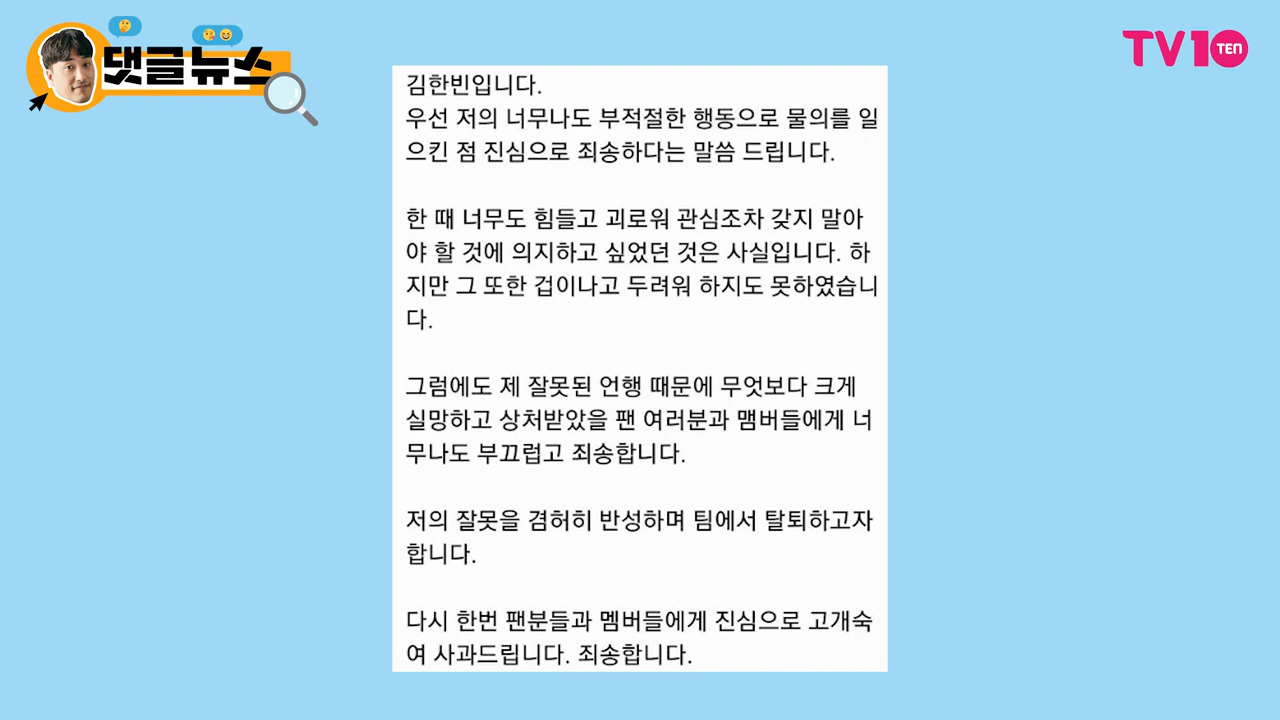 댓글뉴스
TV10
TEN
김한빈입니다.
우선 저의 너무나도 부적절한 행동으로 물의를 일
으킨 점 진심으로 죄송하다는 말씀 드립니다.
한 때 너무도 힘들고 괴로워 관심조차 갖지 말아
야 할 것에 의지하고 싶었던 것은 사실입니다. 하
지만 그 또한 겁이나고 두려워 하지도 못하였습니
다.
그럼에도 제 잘못된 언행 때문에 무엇보다 크게
실망하고 상처받았을 팬 여러분과 맴버들에게 너
무나도 부끄럽고 죄송합니다.
저의 잘못을 겸허히 반성하며 팀에서 탈퇴하고자
합니다.
다시 한번 팬분들과 멤버들에게 진심으로 고개숙
여 사과드립니다. 죄송합니다.